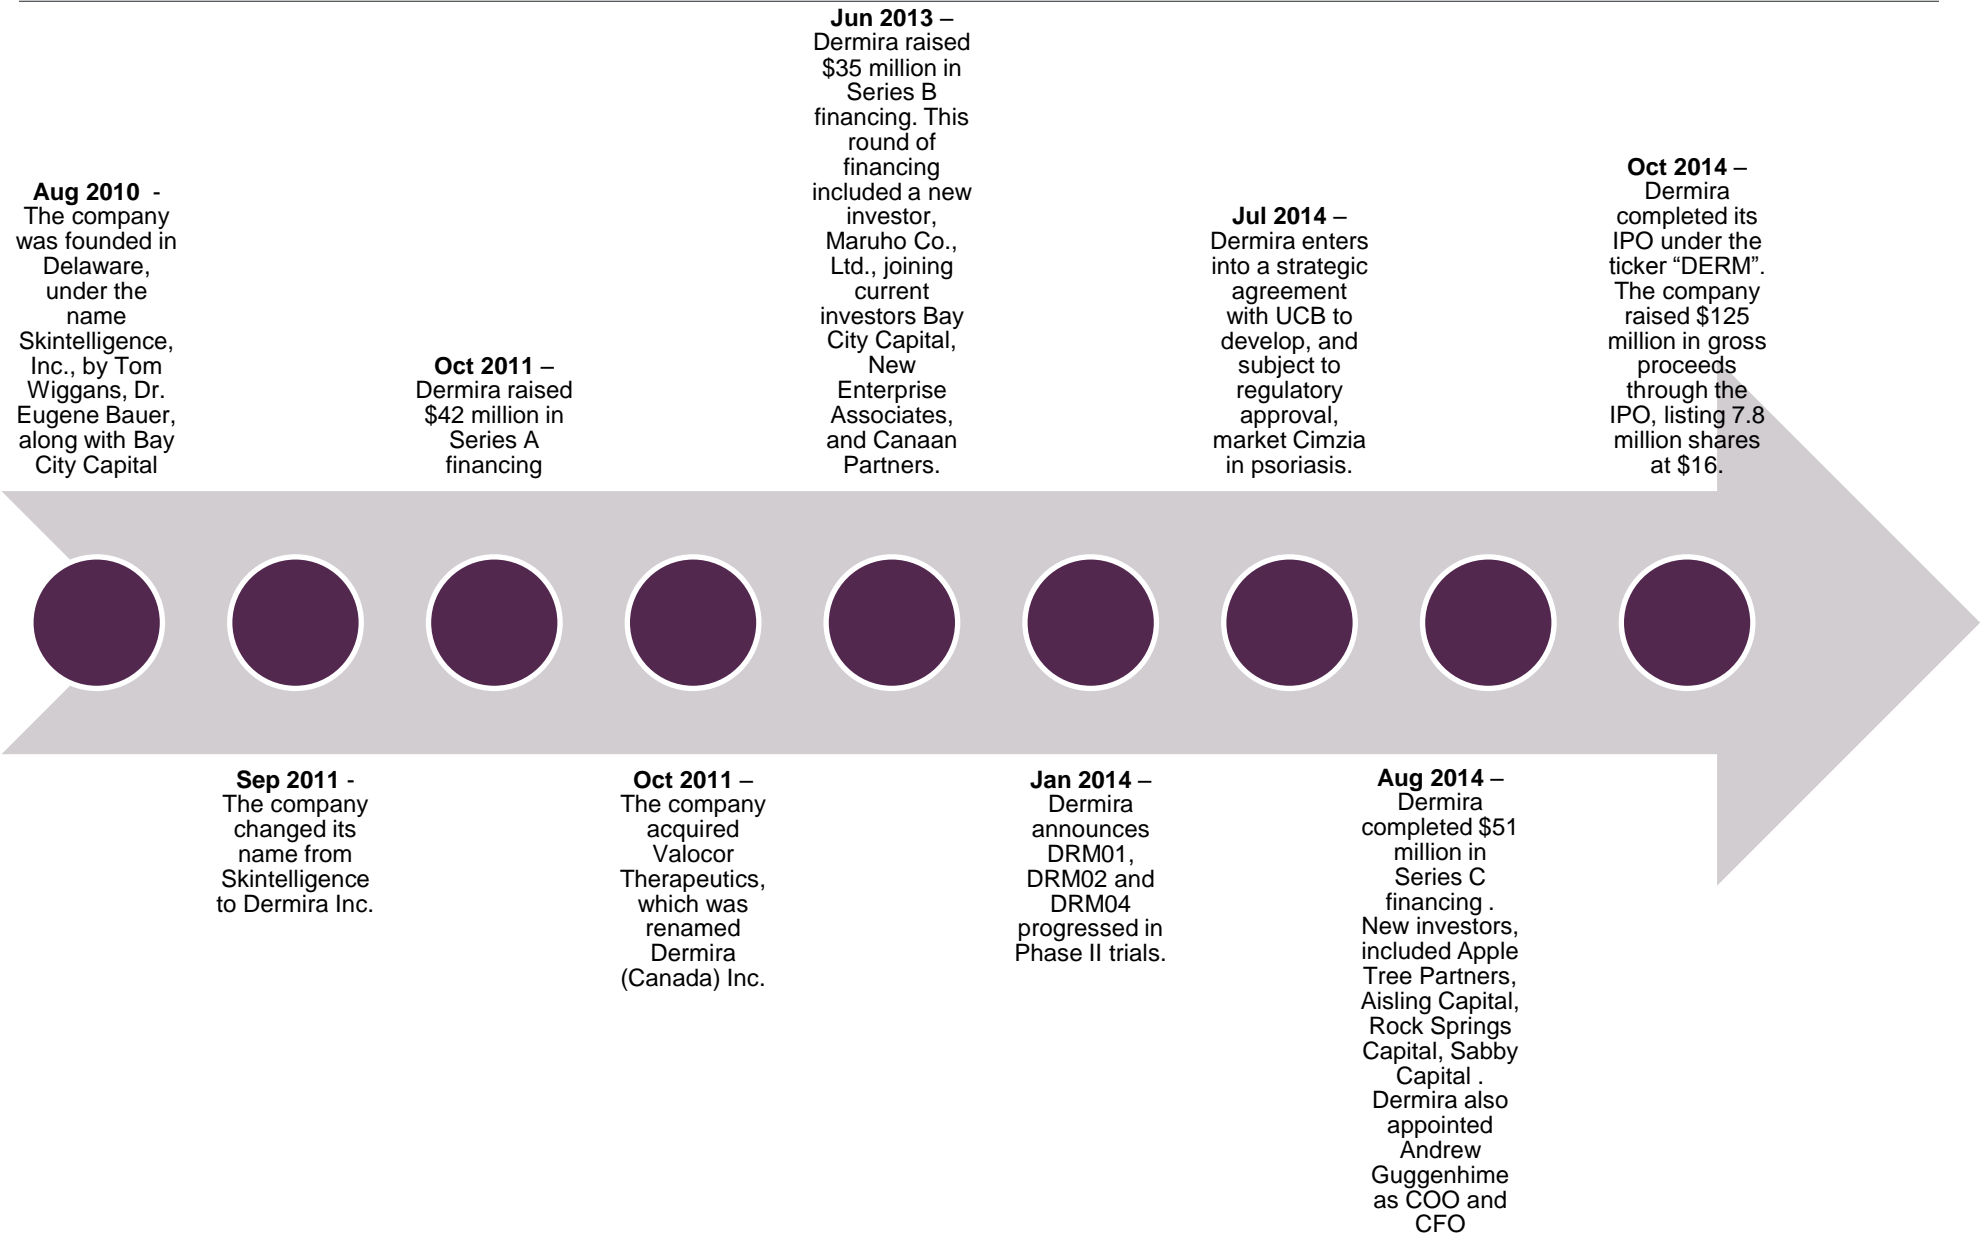 Aug 2010  -
The company
was founded in
Delaware,
under the
name
Skintelligence,
Inc., by Tom
Wiggans, Dr.
Eugene Bauer,
along with Bay
City Capital
Sep 2011 -
The company
changed its
name from
Skintelligence
to Dermira Inc.
Oct 2011 –
Dermira raised
$42 million in
Series A
financing
Oct 2011 –
The company
acquired
Valocor
Therapeutics,
which was
renamed
Dermira
(Canada) Inc.
Jun 2013 –
Dermira raised
$35 million in
Series B
financing. This
round of
financing
included a new
investor,
Maruho Co.,
Ltd., joining
current
investors Bay
City Capital,
New
Enterprise
Associates,
and Canaan
Partners.
Jan 2014 –
Dermira
announces
DRM01,
DRM02 and
DRM04
progressed in
Phase II trials.
Jul 2014 –
Dermira enters
into a strategic
agreement
with UCB to
develop, and
subject to
regulatory
approval,
market Cimzia
in psoriasis.
Aug 2014 –
Dermira
completed $51
million in
Series C
financing .
New investors,
included Apple
Tree Partners,
Aisling Capital,
Rock Springs
Capital, Sabby
Capital .
Dermira also
appointed
Andrew
Guggenhime
as COO and
CFO
Oct 2014 –
Dermira
completed its
IPO under the
ticker “DERM”.
The company
raised $125
million in gross
proceeds
through the
IPO, listing 7.8
million shares
at $16.